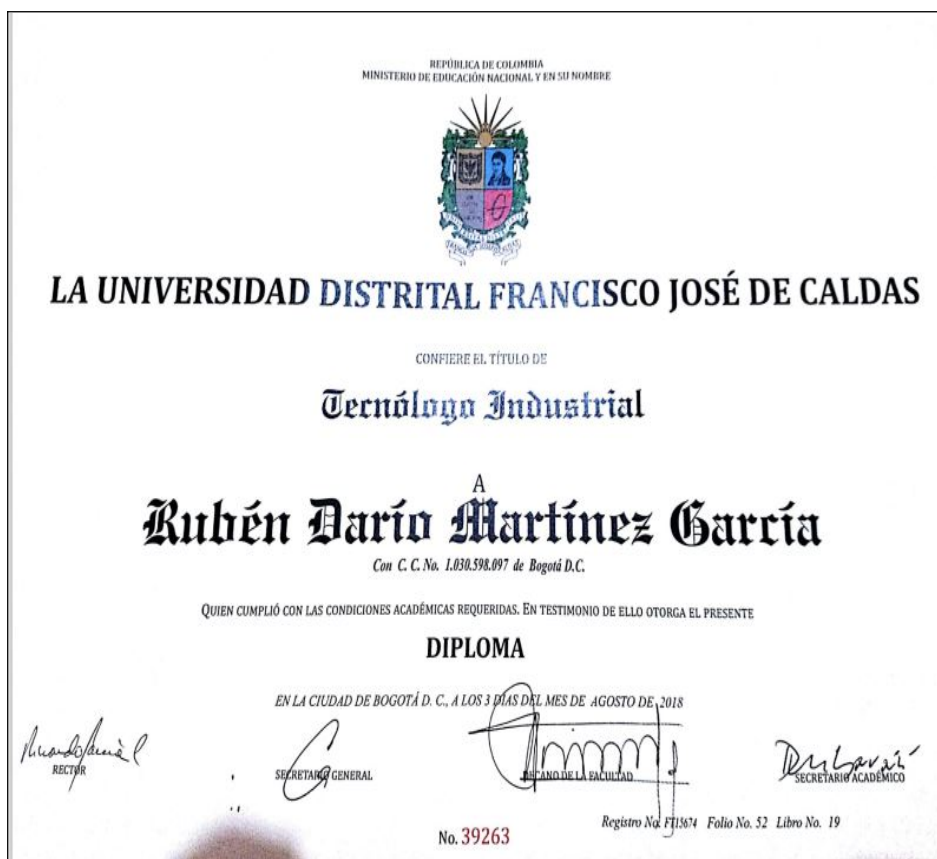 REPÚBLICA DE COLOMBIA
MINISTERIO DE EDUCACIÓN NACIONAL Y EN SU NOMBRE
LA UNIVERSIDAD DISTRITAL FRANCISCO JOSÉ DE CALDAS
CONFIERE EL TÍTULO DE
Tecnólogo Industrial
A
Rubén Darío Martínez García
Con C. C. No. 1.030.598.097 de Bogotá D.C.
QUIEN CUMPLIÓ CON LAS CONDICIONES ACADÉMICAS REQUERIDAS. EN TESTIMONIO DE ELLO OTORGA EL PRESENTE
DIPLOMA
EN LA CIUDAD DE BOGOTÁ D. C., A LOS 3 DIAS DEL MES DE AGOSTO DE 2018
RECTOR
SECRETARIO GENERAL
DECANO DE LA FACULTAD
SECRETARIO ACADÉMICO
Registro No. FT15674 Folio No. 52 Libro No. 19
No. 39263